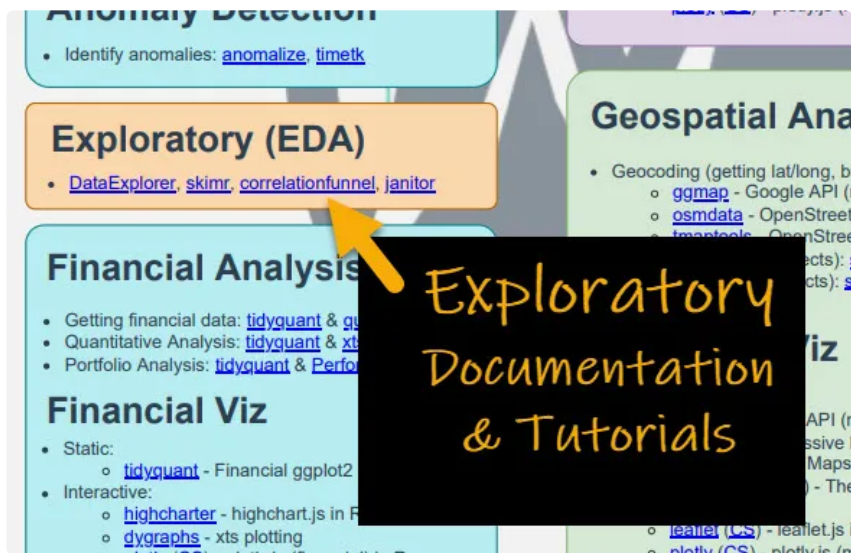 Anomaly Detection
• Identify anomalies: anomalize, timetk
Exploratory (EDA)
• DataExplorer, skimr, correlationfunnel, janitor
Financial Analysis
• Getting financial data: tidyquant &
• Quantitative Analysis: tidyquant &
• Portfolio Analysis: tidyquant &
Financial Viz
• Static:
tidyquant - Financial ggplot2
• Interactive:
highcharter - highchart.js in
dygraphs - xts plotting
Geospatial
• Geocoding (getting lat/long,
ggmap - Google API
osmdata -
tmaptools -
API
Maps
leaflet (CS) - leaflet.js
plotly (CS) - plotly.js
Exploratory
Documentation
& Tutorials